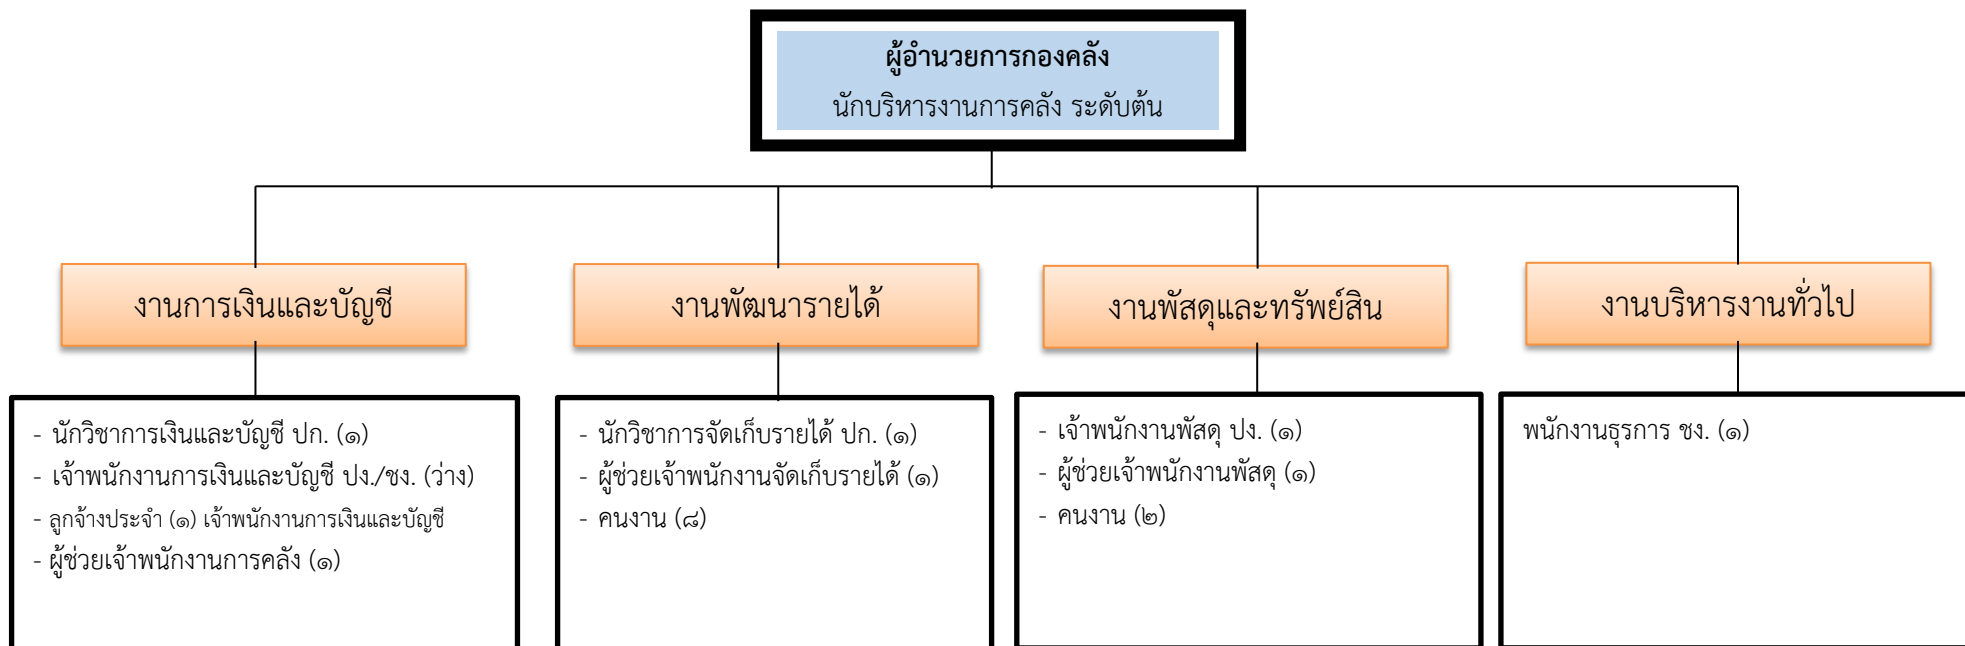 ผู้อำนวยการกองคลัง
นักบริหารงานการคลัง ระดับต้น
งานการเงินและบัญชี
งานพัฒนารายได้
งานพัสดุและทรัพย์สิน
งานบริหารงานทั่วไป
- นักวิชาการเงินและบัญชี ปก. (๑)
- เจ้าพนักงานการเงินและบัญชี ปง./ชง. (ว่าง)
- ลูกจ้างประจำ (๑) เจ้าพนักงานการเงินและบัญชี
- ผู้ช่วยเจ้าพนักงานการคลัง (๑)
- นักวิชาการจัดเก็บรายได้ ปก. (๑)
- ผู้ช่วยเจ้าพนักงานจัดเก็บรายได้ (๑)
- คนงาน (๘)
- เจ้าพนักงานพัสดุ ปง. (๑)
- ผู้ช่วยเจ้าพนักงานพัสดุ (๑)
- คนงาน (๒)
พนักงานธุรการ ชง. (๑)